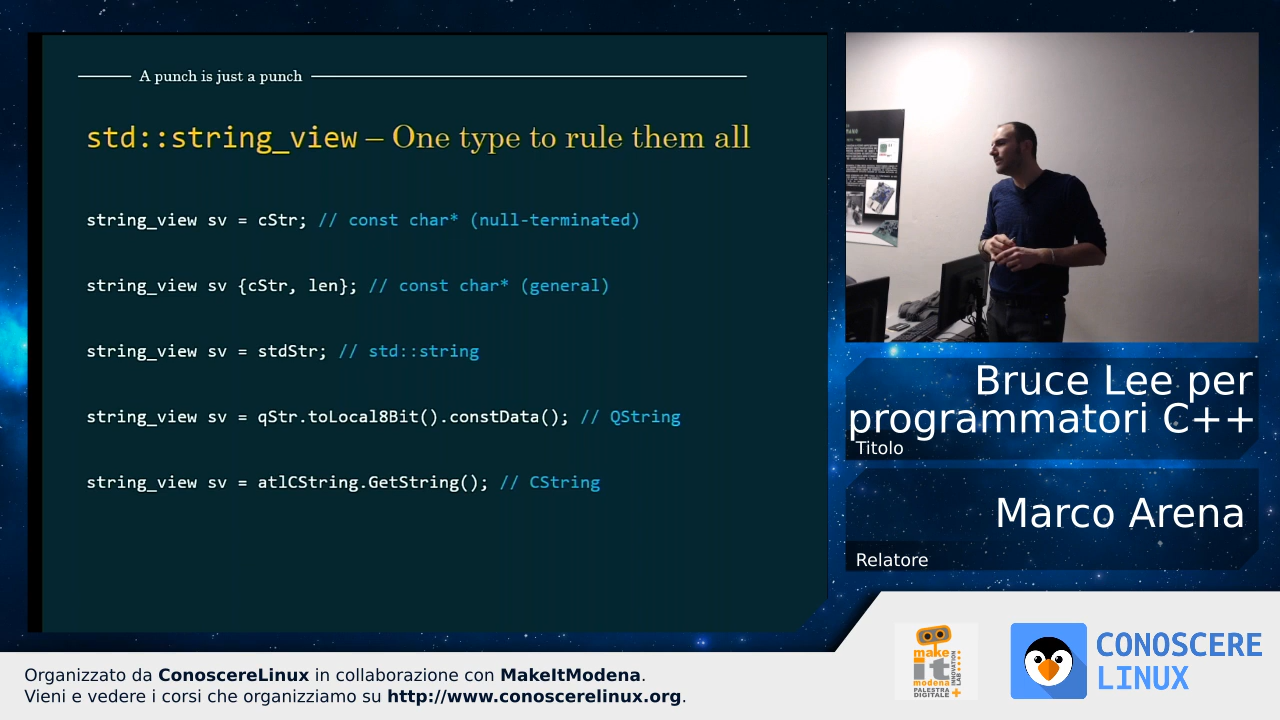 A punch is just a punch
std::string_view – One type to rule them all
string_view sv = cStr; // const char* (null-terminated)
string_view sv {cStr, len}; // const char* (general)
string_view sv = stdStr; // std::string
string_view sv = qStr.toLocal8Bit().constData(); // QString
string_view sv = atlCString.GetString(); // CString
Bruce Lee per
programmatori C++
Titolo
Marco Arena
Relatore
make
it
modena
PALESTRA
DIGITALE
INNOVATION
LAB
CONOSCERE
LINUX
Organizzato da ConoscereLinux in collaborazione con MakeItModena.
Vieni e vedere i corsi che organizziamo su http://www.conoscerelinux.org.